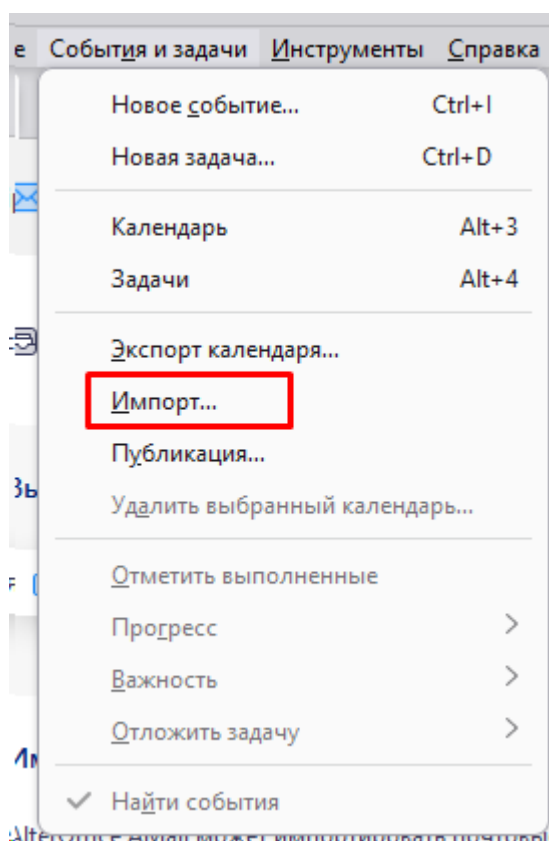 е События и задачи Инструменты Справка
Новое событие... Ctrl+I
Новая задача... Ctrl+D
Календарь Alt+3
Задачи Alt+4
Экспорт календаря...
Импорт...
Публикация...
Удалить выбранный календарь...
Отметить выполненные
Прогресс
Важность
Отложить задачу
Найти события